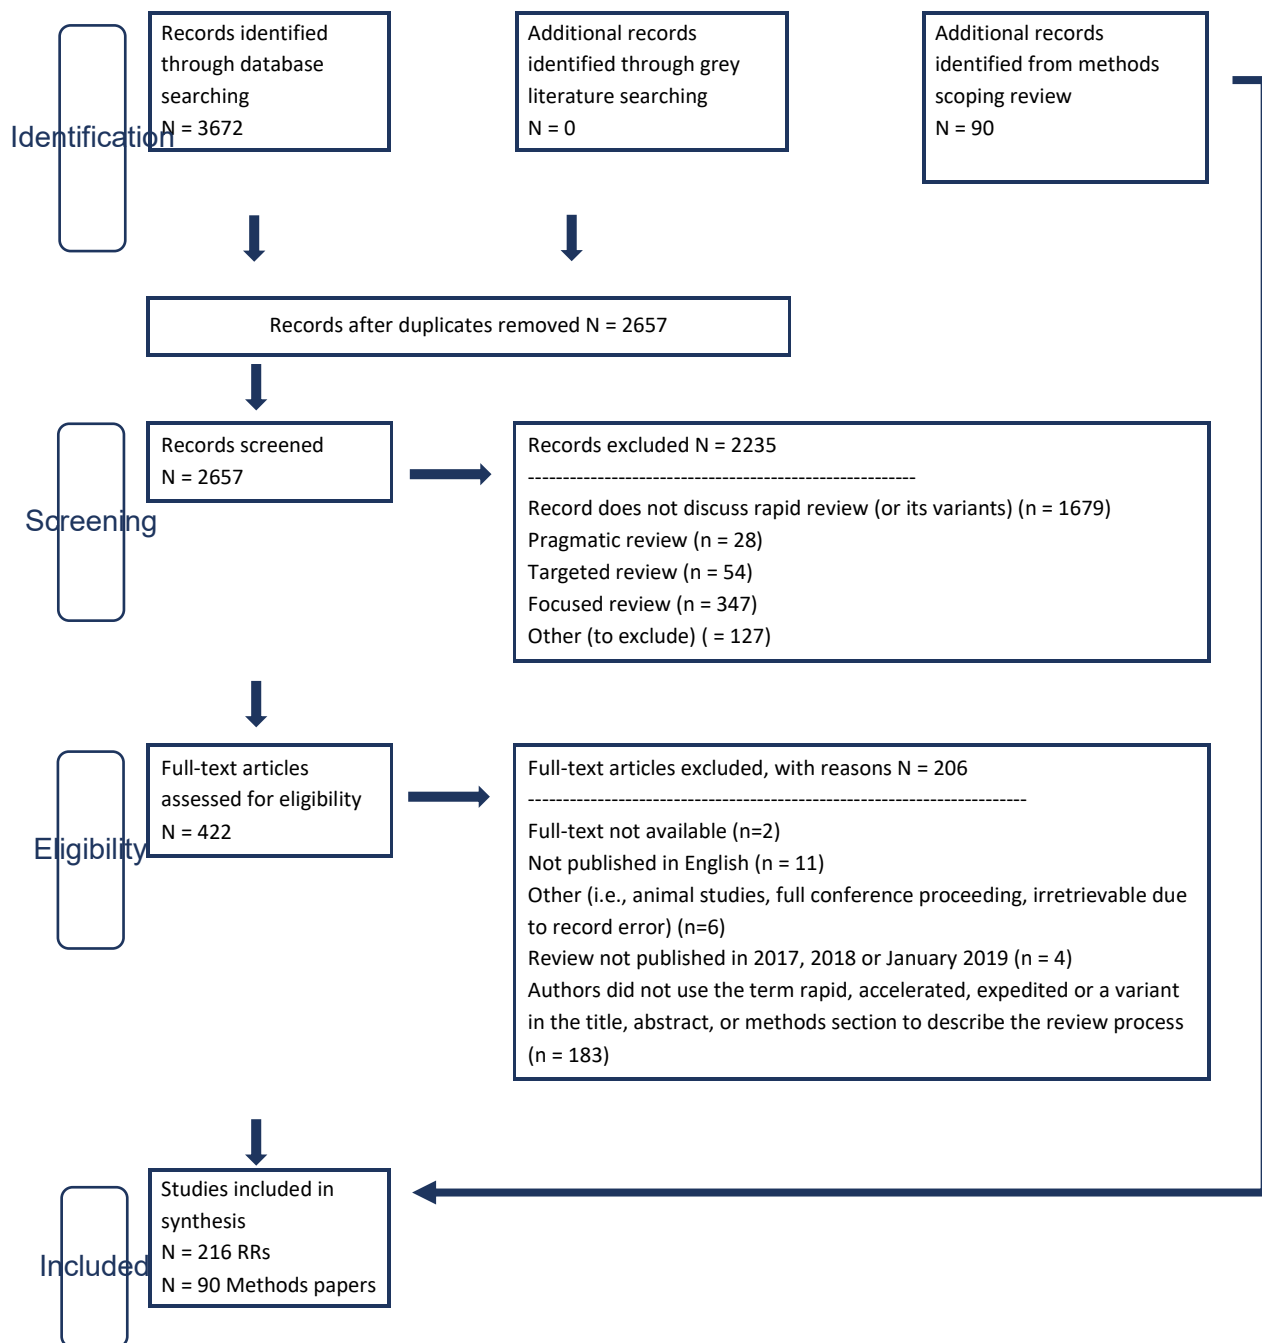 Identification
Records identified
through database
searching
N = 3672
Additional records
identified through grey
literature searching
N = 0
Additional records
identified from methods
scoping review
N = 90
Records after duplicates removed N = 2657
Screening
Records screened
N = 2657
Records excluded N = 2235
--------------------------------------------------------
Record does not discuss rapid review (or its variants) (n = 1679)
Pragmatic review (n = 28)
Targeted review (n = 54)
Focused review (n = 347)
Other (to exclude) ( = 127)
Eligibility
Full-text articles
assessed for eligibility
N = 422
Full-text articles excluded, with reasons N = 206
------------------------------------------------------------------------
Full-text not available (n=2)
Not published in English (n = 11)
Other (i.e., animal studies, full conference proceeding, irretrievable due
to record error) (n=6)
Review not published in 2017, 2018 or January 2019 (n = 4)
Authors did not use the term rapid, accelerated, expedited or a variant
in the title, abstract, or methods section to describe the review process
(n = 183)
Included
Studies included in
synthesis
N = 216 RRs
N = 90 Methods papers